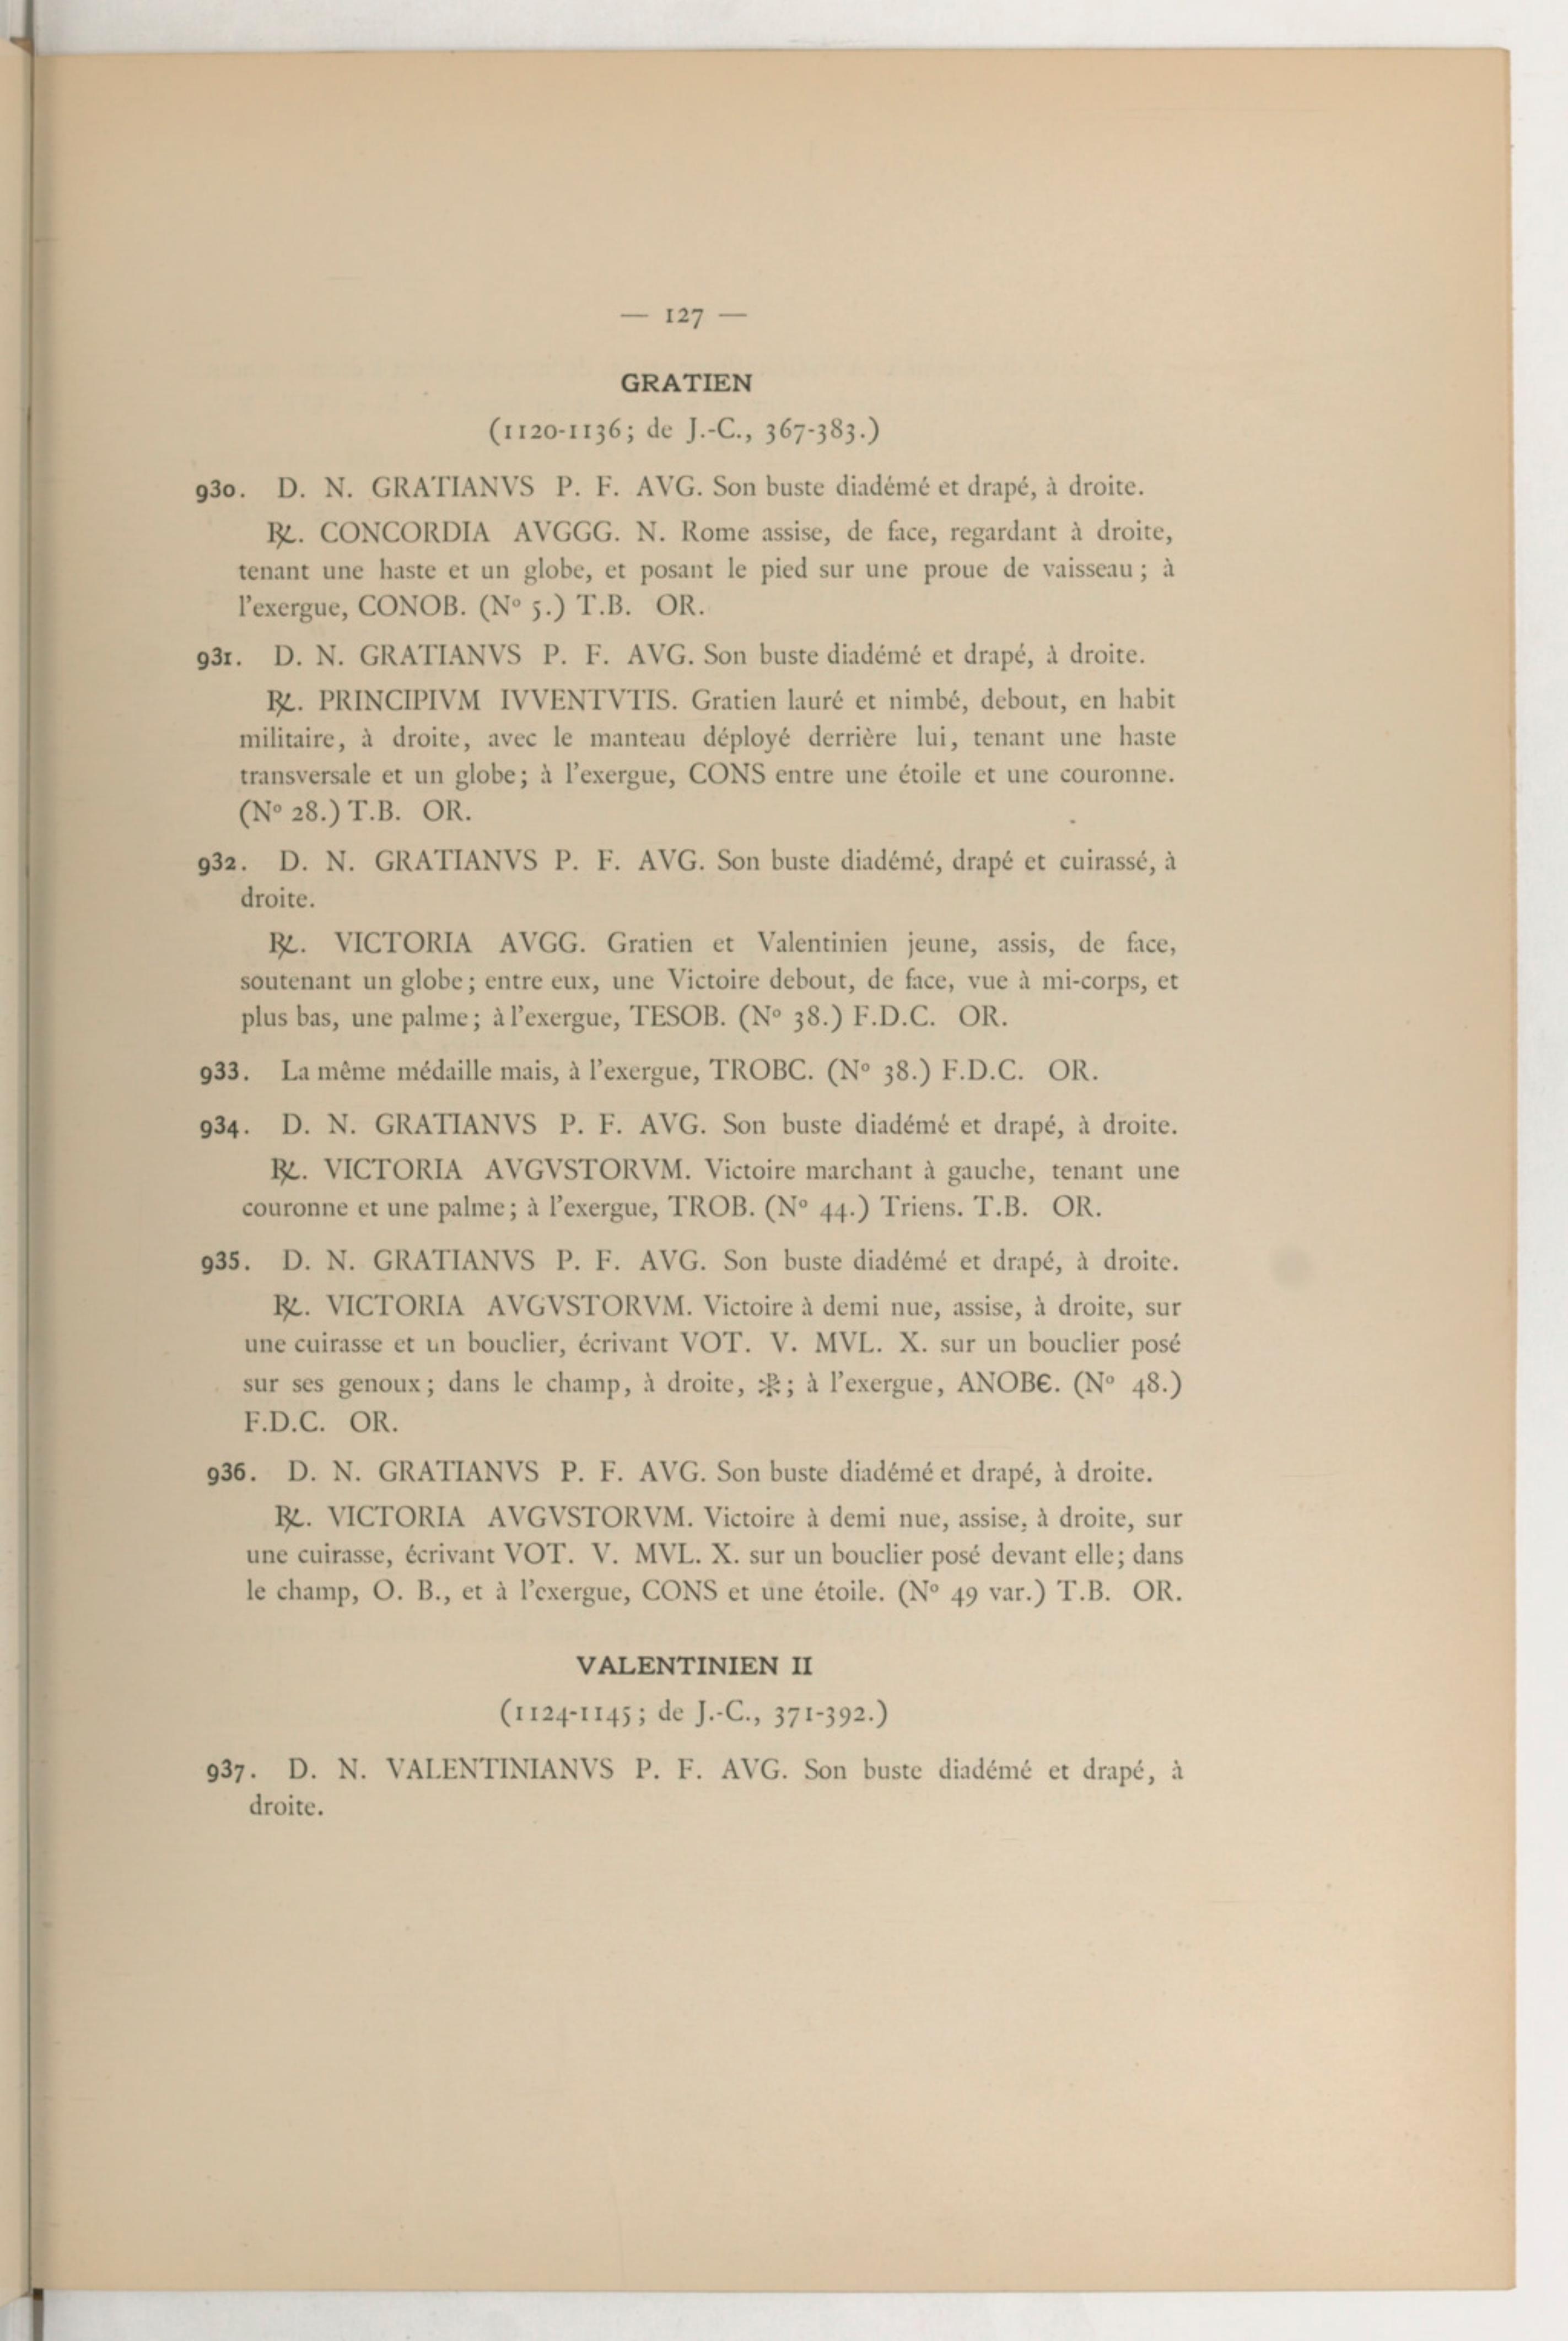 — 127 —
GRATIEN
(1120-1136; de J.-C., 367-383.)
930. D. N. GRATIANVS P. F. AVG. Son buste diadémé et drapé, à droite.
℞. CONCORDIA AVGGG. N. Rome assise, de face, regardant à droite,
tenant une haste et un globe, et posant le pied sur une proue de vaisseau; à
l'exergue, CONOB. (Nº 5.) T.B. OR.
931. D. N. GRATIANVS P. F. AVG. Son buste diadémé et drapé, à droite.
℞. PRINCIPIVM IVVENTVTIS. Gratien lauré et nimbé, debout, en habit
militaire, à droite, avec le manteau déployé derrière lui, tenant une haste
transversale et un globe; à l'exergue, CONS entre une étoile et une couronne.
(Nº 28.) T.B. OR.
932. D. N. GRATIANVS P. F. AVG. Son buste diadémé, drapé et cuirassé, à
droite.
℞. VICTORIA AVGG. Gratien et Valentinien jeune, assis, de face,
soutenant un globe; entre eux, une Victoire debout, de face, vue à mi-corps, et
plus bas, une palme; à l'exergue, TESOB. (Nº 38.) F.D.C. OR.
933. La même médaille mais, à l'exergue, TROBC. (Nº 38.) F.D.C. OR.
934. D. N. GRATIANVS P. F. AVG. Son buste diadémé et drapé, à droite.
℞. VICTORIA AVGVSTORVM. Victoire marchant à gauche, tenant une
couronne et une palme; à l'exergue, TROB. (Nº 44.) Triens. T.B. OR.
935. D. N. GRATIANVS P. F. AVG. Son buste diadémé et drapé, à droite.
℞. VICTORIA AVGVSTORVM. Victoire à demi nue, assise, à droite, sur
une cuirasse et un bouclier, écrivant VOT. V. MVL. X. sur un bouclier posé
sur ses genoux; dans le champ, à droite, ; à l'exergue, ANOBЄ. (Nº 48.)
F.D.C. OR.
936. D. N. GRATIANVS P. F. AVG. Son buste diadémé et drapé, à droite.
℞. VICTORIA AVGVSTORVM. Victoire à demi nue, assise, à droite, sur
une cuirasse, écrivant VOT. V. MVL. X. sur un bouclier posé devant elle; dans
le champ, O. B., et à l'exergue, CONS et une étoile. (Nº 49 var.) T.B. OR.
VALENTINIEN II
(1124-1145; de J.-C., 371-392.)
937. D. N. VALENTINIANVS P. F. AVG. Son buste diadémé et drapé, à
droite.